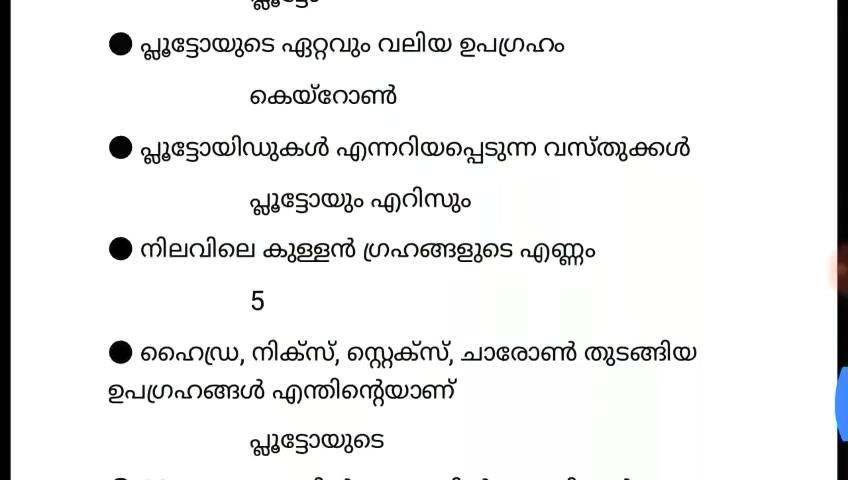 ● പ്ലൂട്ടോയുടെ ഏറ്റവും വലിയ ഉപഗ്രഹം
കെയ്റോൺ
● പ്ലൂട്ടോയിഡുകൾ എന്നറിയപ്പെടുന്ന വസ്തുക്കൾ
പ്ലൂട്ടോയും എറിസും
● നിലവിലെ കുള്ളൻ ഗ്രഹങ്ങളുടെ എണ്ണം
5
● ഹൈഡ്ര, നിക്സ്, സ്റ്റെക്സ്, ചാരോൺ തുടങ്ങിയ
ഉപഗ്രഹങ്ങൾ എന്തിന്റെയാണ്
പ്ലൂട്ടോയുടെ